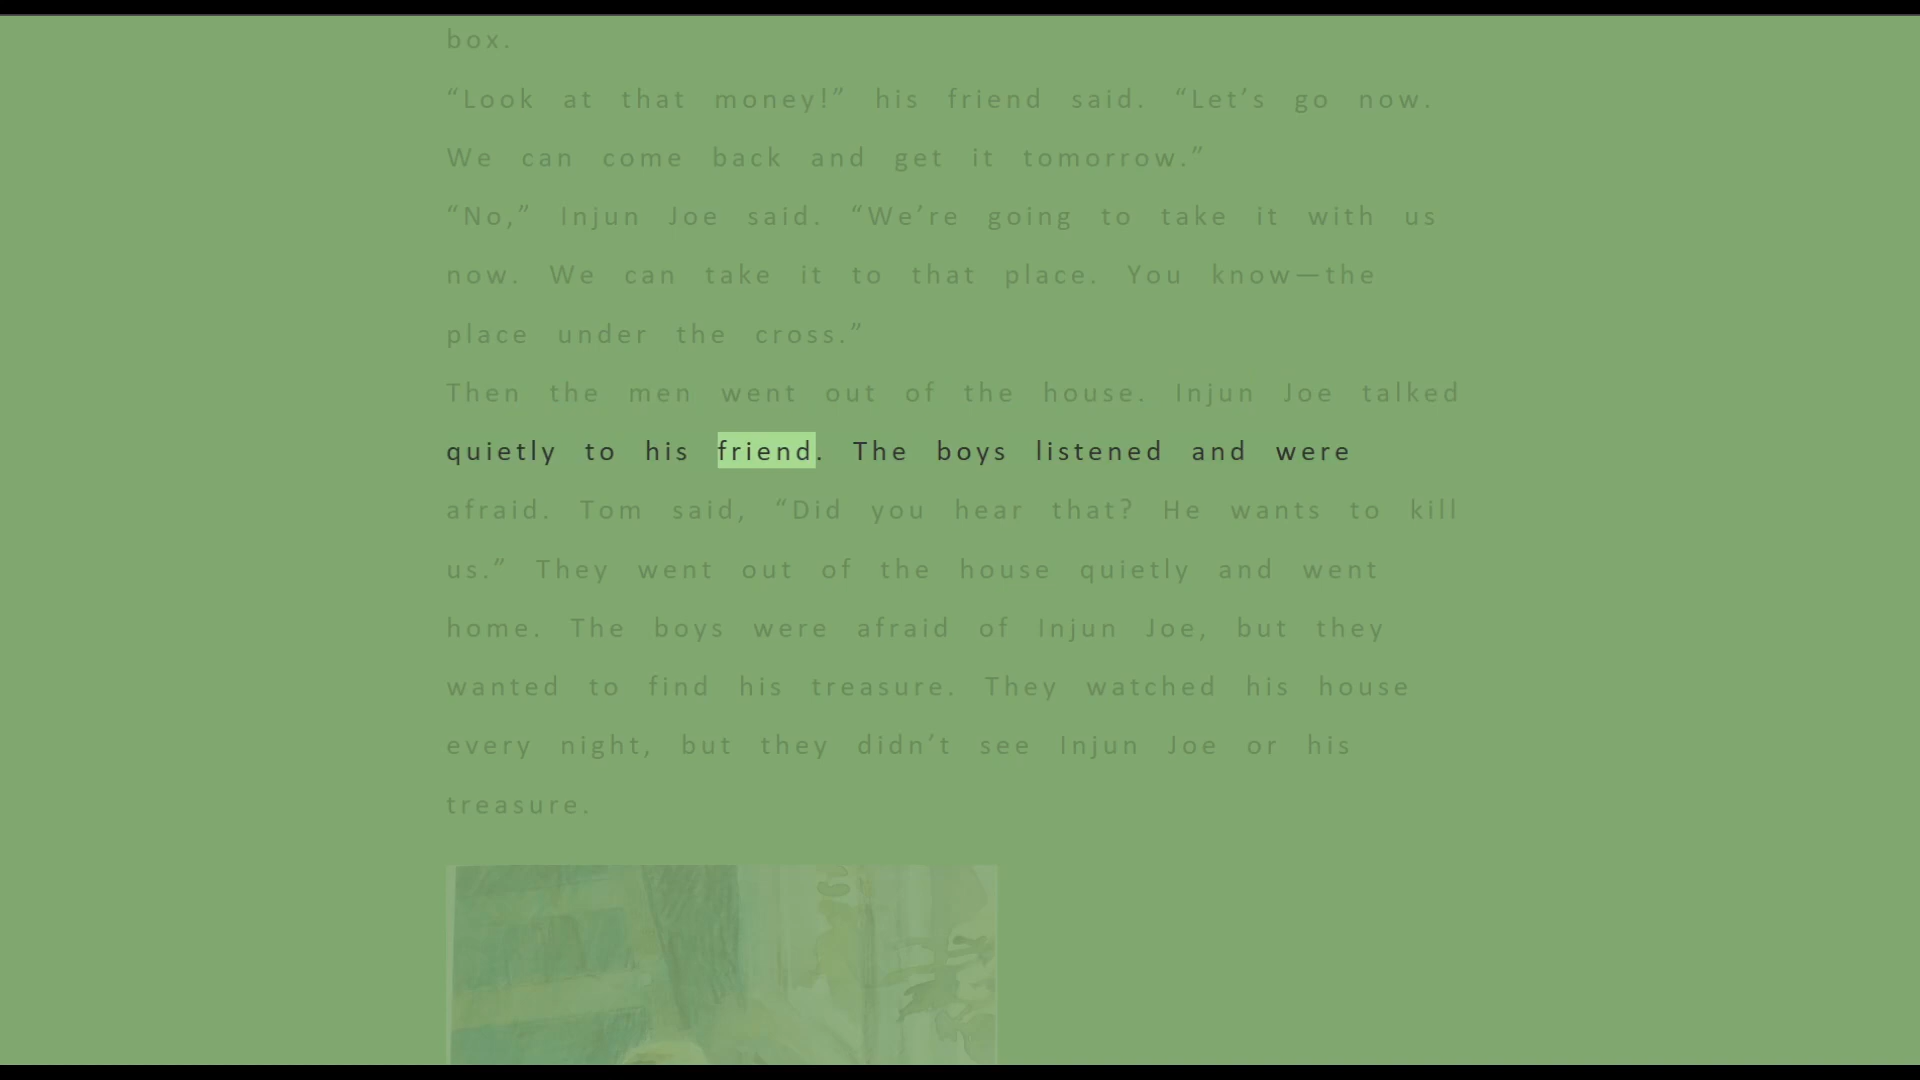 box.
“Look at that money!” his friend said. “Let’s go now.
We can come back and get it tomorrow.”
“No,” Injun Joe said. “We’re going to take it with us
now. We can take it to that place. You know—the
place under the cross.”
Then the men went out of the house. Injun Joe talked
quietly to his friend. The boys listened and were
afraid. Tom said, “Did you hear that? He wants to kill
us.” They went out of the house quietly and went
home. The boys were afraid of Injun Joe, but they
wanted to find his treasure. They watched his house
every night, but they didn’t see Injun Joe or his
treasure.